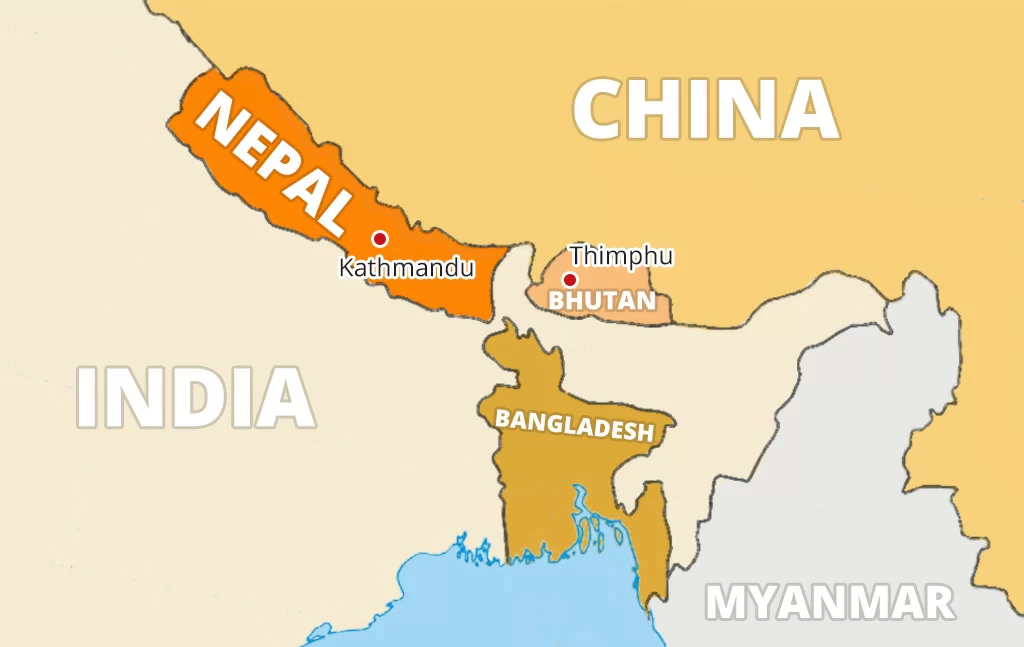 CHINA
NEPAL
Kathmandu
Thimphu
BHUTAN
INDIA
BANGLADESH
MYANMAR